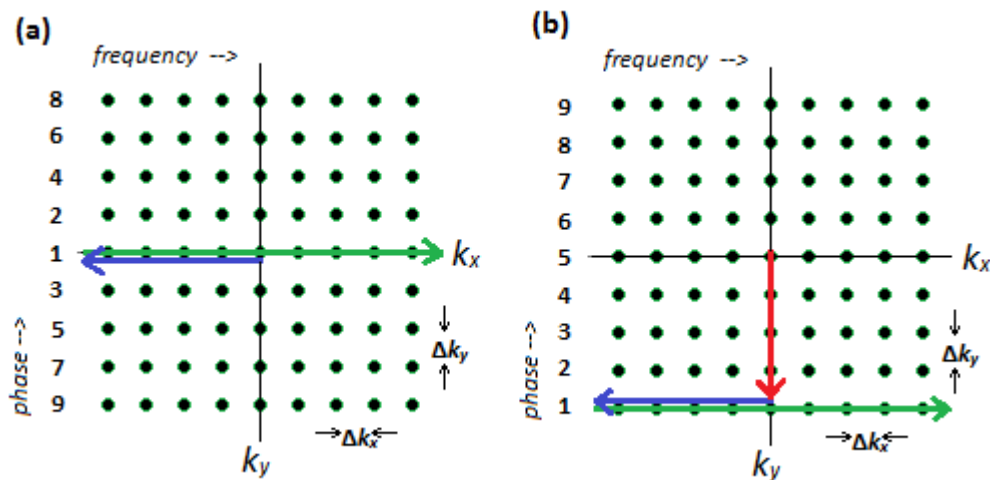 (a)
frequency -->
8
6
4
2
1
3
5
7
9
kx
Δky
phase -->
Δkx
ky
(b)
frequency -->
9
8
7
6
5
4
3
2
1
kx
Δky
phase -->
Δkx
ky